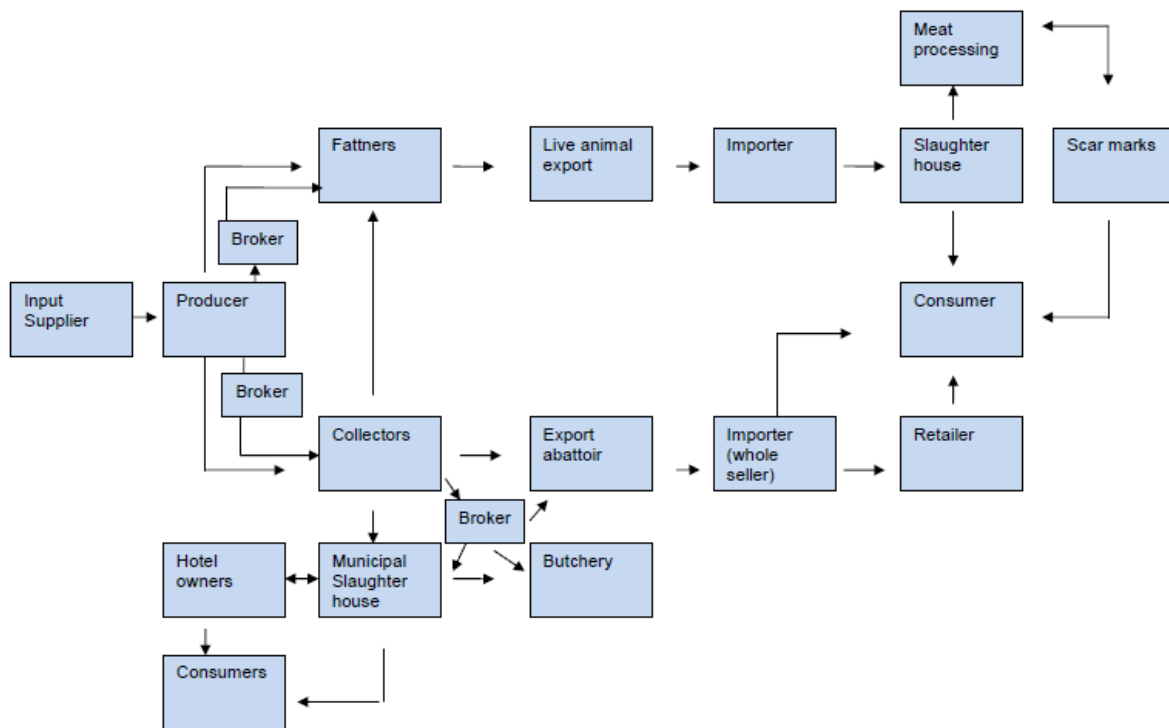 Meat
processing
Fattners
Live animal
export
Importer
Slaughter
house
Scar marks
Broker
Input
Supplier
Producer
Consumer
Broker
Collectors
Export
abattoir
Importer
(whole
seller)
Retailer
Broker
Hotel
owners
Municipal
Slaughter
house
Butchery
Consumers